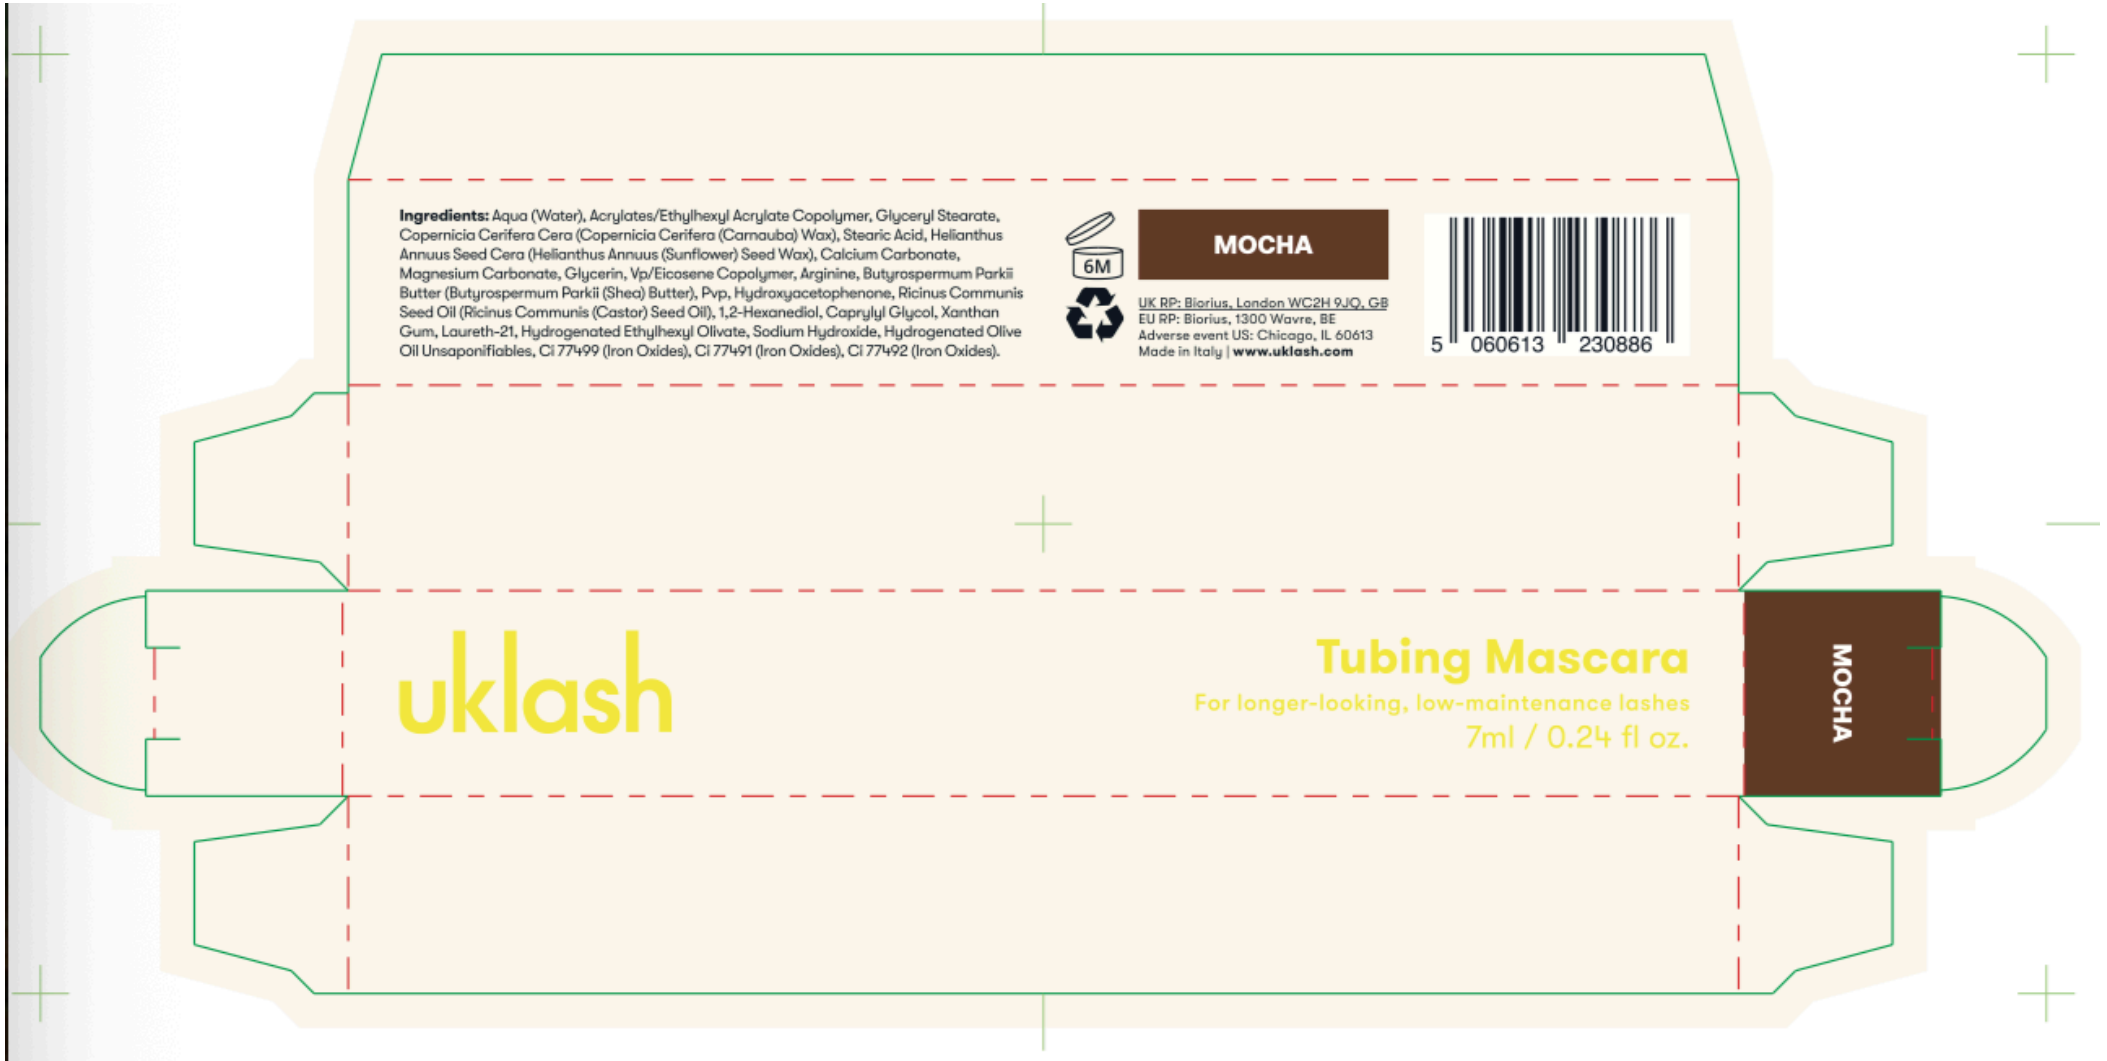 Ingredients: Aqua (Water), Acrylates/Ethylhexyl Acrylate Copolymer, Glyceryl Stearate,
Copernicia Cerifera Cera (Copernicia Cerifera (Carnauba) Wax), Stearic Acid, Helianthus
Annuus Seed Cera (Helianthus Annuus (Sunflower) Seed Wax), Calcium Carbonate,
Magnesium Carbonate, Glycerin, Vp/Eicosene Copolymer, Arginine, Butyrospermum Parkii
Butter (Butyrospermum Parkii (Shea) Butter), Pvp, Hydroxyacetophenone, Ricinus Communis
Seed Oil (Ricinus Communis (Castor) Seed Oil), 1,2-Hexanediol, Caprylyl Glycol, Xanthan
Gum, Laureth-21, Hydrogenated Ethylhexyl Olivate, Sodium Hydroxide, Hydrogenated Olive
Oil Unsaponifiables, Ci 77499 (Iron Oxides), Ci 77491 (Iron Oxides), Ci 77492 (Iron Oxides).
6M
MOCHA
UK RP: Biorius, London WC2H 9JQ, GB
EU RP: Biorius, 1300 Wavre, BE
Adverse event US: Chicago, IL 60613
Made in Italy | www.uklash.com
5 060613 230886
uklash
Tubing Mascara
For longer-looking, low-maintenance lashes
7ml / 0.24 fl oz.
MOCHA